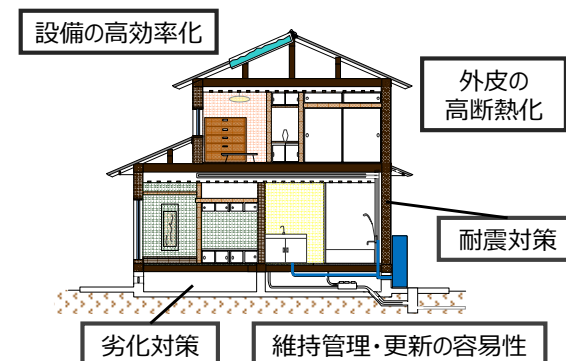 設備の高効率化
外皮の
高断熱化
耐震対策
劣化対策
維持管理・更新の容易性